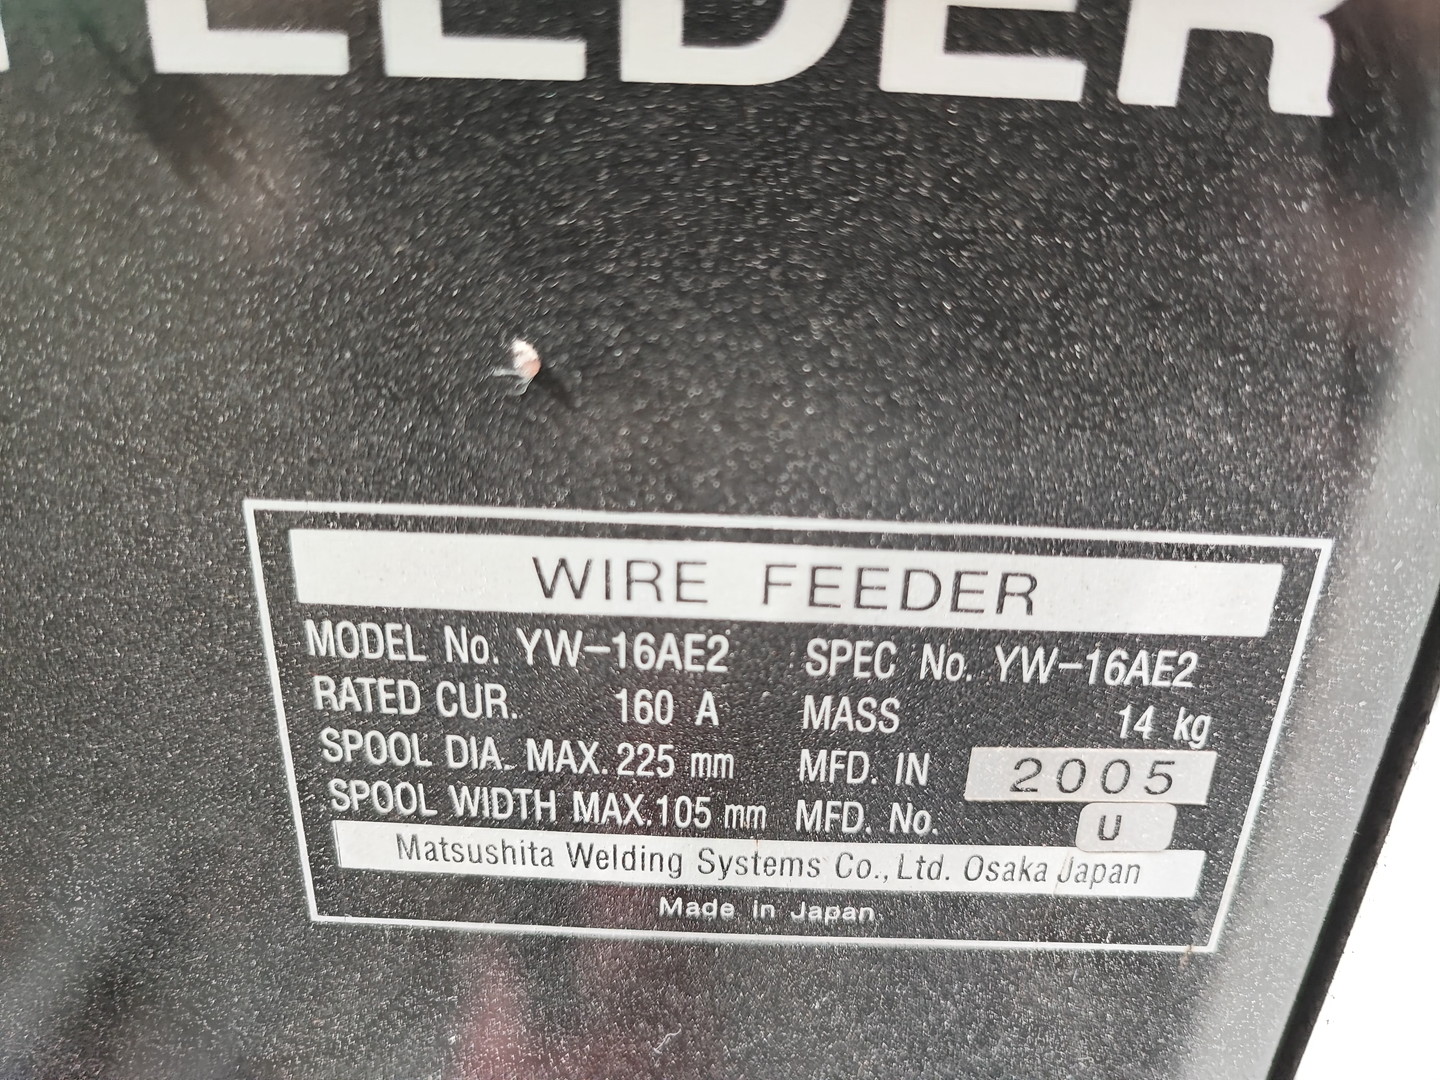 FEEDER
WIRE FEEDER
MODEL No. YW-16AE2 SPEC No. YW-16AE2
RATED CUR. 160 A MASS 14 kg
SPOOL DIA. MAX. 225 mm MFD. IN 2005
SPOOL WIDTH MAX. 105 mm MFD. No. U
Matsushita Welding Systems Co., Ltd. Osaka Japan
Made in Japan